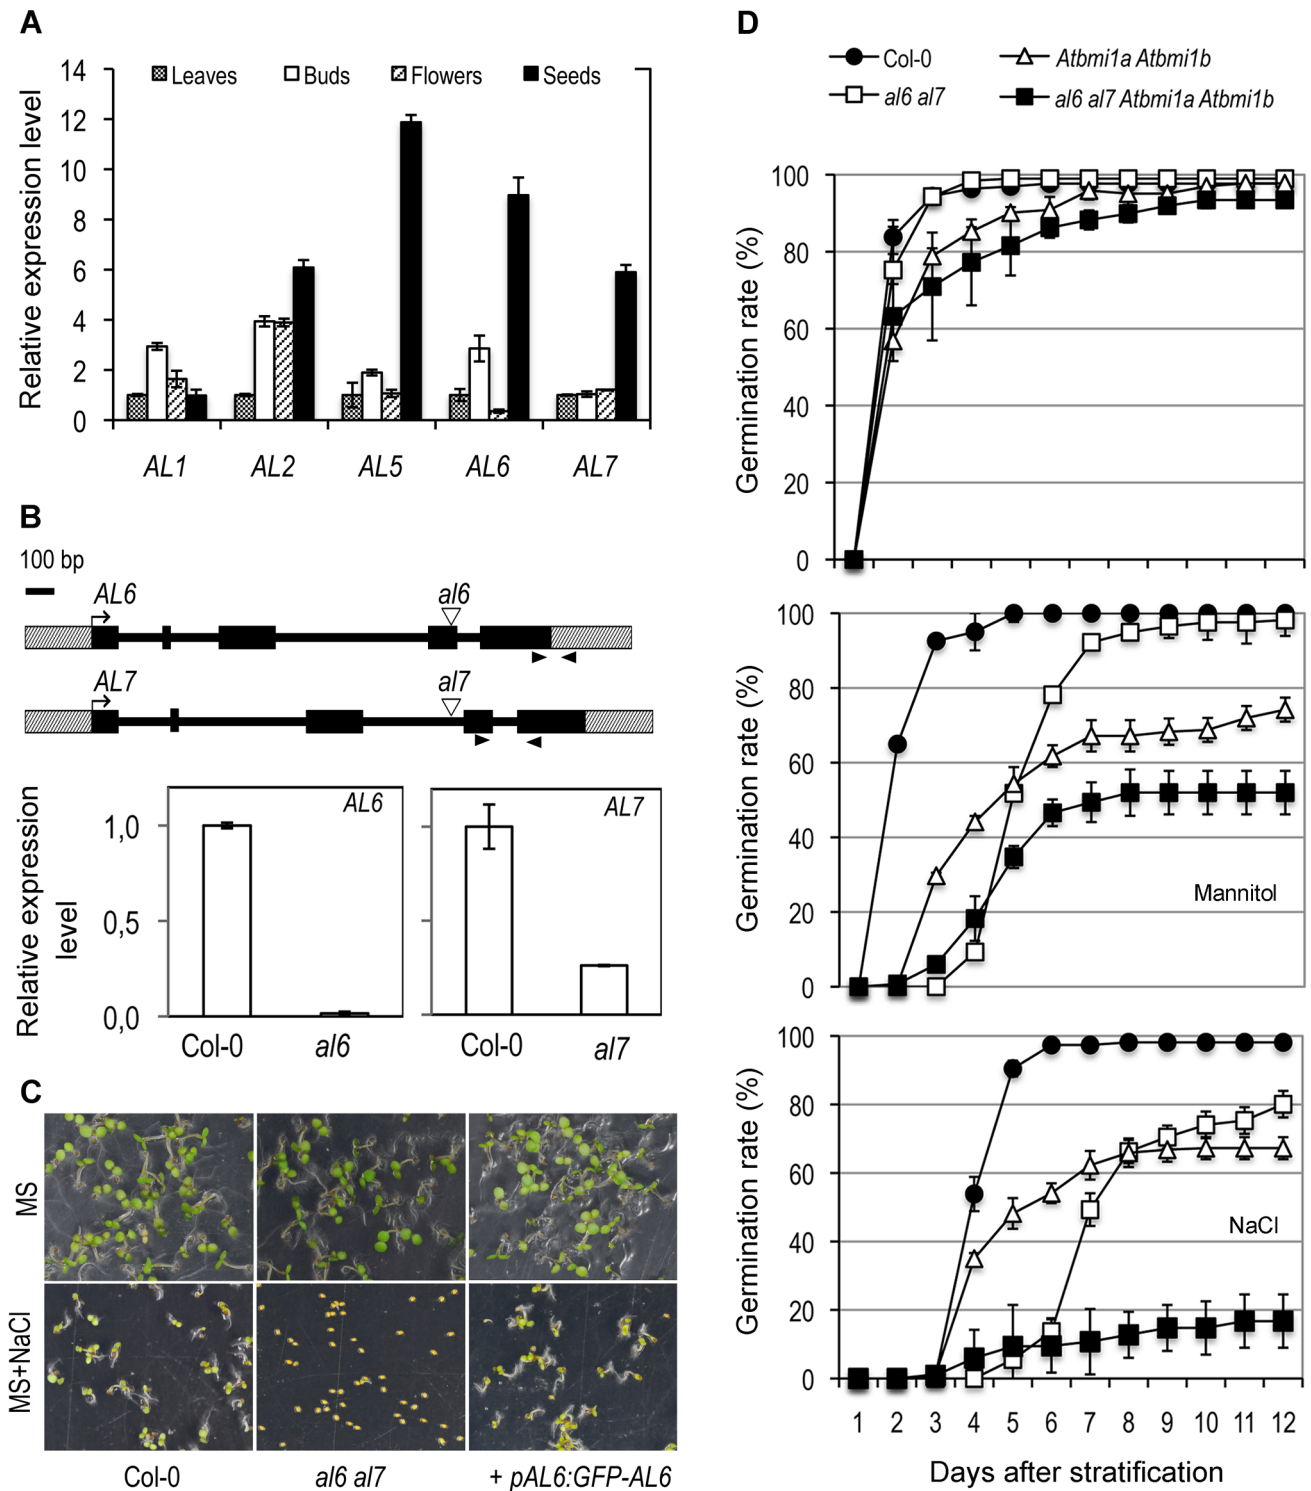 A
Relative expression level
14
12
10
8
6
4
2
0
Leaves
Buds
Flowers
Seeds
AL1
AL2
AL5
AL6
AL7
B
100 bp
AL6
al6
AL7
al7
Relative expression
level
1,0
0,5
0,0
AL6
Col-0
al6
AL7
Col-0
al7
C
MS
MS+NaCl
Col-0
al6 al7
+ pAL6:GFP-AL6
D
Col-0
Atbmi1a Atbmi1b
al6 al7
al6 al7 Atbmi1a Atbmi1b
Germination rate (%)
100
80
60
40
20
0
Germination rate (%)
100
80
60
40
20
0
Mannitol
Germination rate (%)
100
80
60
40
20
0
NaCl
1 2 3 4 5 6 7 8 9 10 11 12
Days after stratification